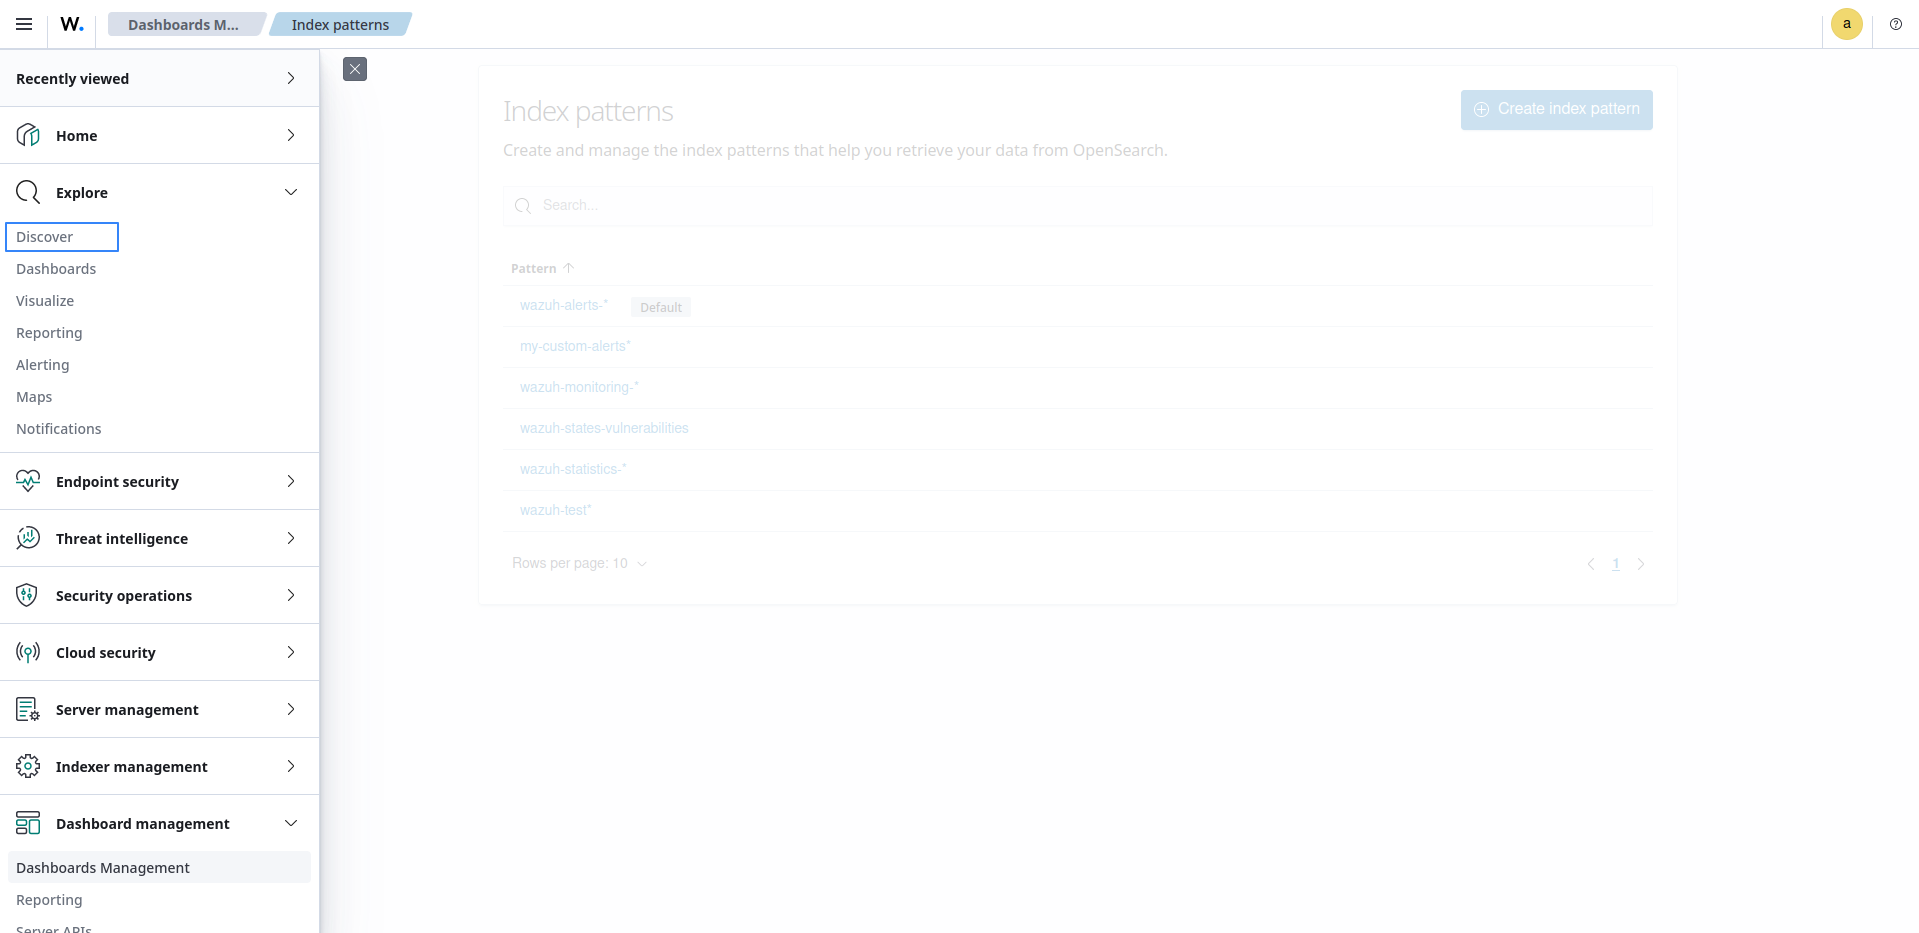 W.
Dashboards M...
Index patterns
a
Recently viewed
Home
Explore
Discover
Dashboards
Visualize
Reporting
Alerting
Maps
Notifications
Endpoint security
Threat intelligence
Security operations
Cloud security
Server management
Indexer management
Dashboard management
Dashboards Management
Reporting
Server APIs
Index patterns
Create index pattern
Create and manage the index patterns that help you retrieve your data from OpenSearch.
Search...
Pattern
wazuh-alerts-* Default
my-custom-alerts*
wazuh-monitoring-*
wazuh-states-vulnerabilities
wazuh-statistics-*
wazuh-test*
Rows per page: 10
1